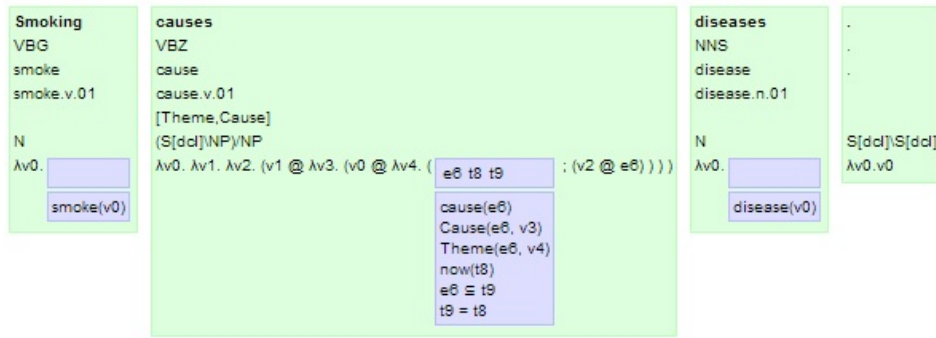 Smoking
VBG
smoke
smoke.v.01
N
λv0.
smoke(v0)
causes
VBZ
cause
cause.v.01
[Theme,Cause]
(S[dcl]\NP)/NP
λv0. λv1. λv2. (v1 @ λv3. (v0 @ λv4. ( e6 t8 t9 ; (v2 @ e6) ) ) )
cause(e6)
Cause(e6, v3)
Theme(e6, v4)
now(t8)
e6 ⊆ t9
t9 = t8
diseases
NNS
disease
disease.n.01
N
λv0.
disease(v0)
.
.
.
S[dcl]\S[dcl]
λv0.v0